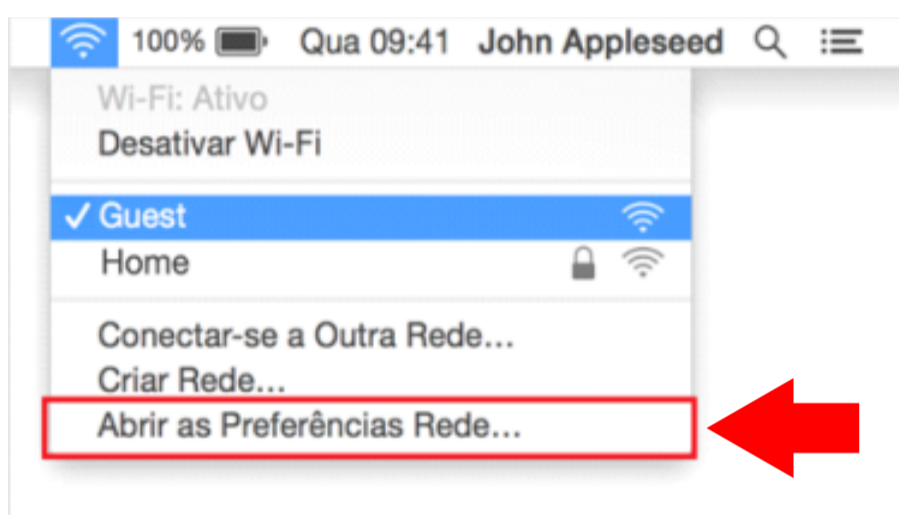 100% Qua 09:41 John Appleseed
Wi-Fi: Ativo
Desativar Wi-Fi
✓ Guest
Home
Conectar-se a Outra Rede...
Criar Rede...
Abrir as Preferências Rede...